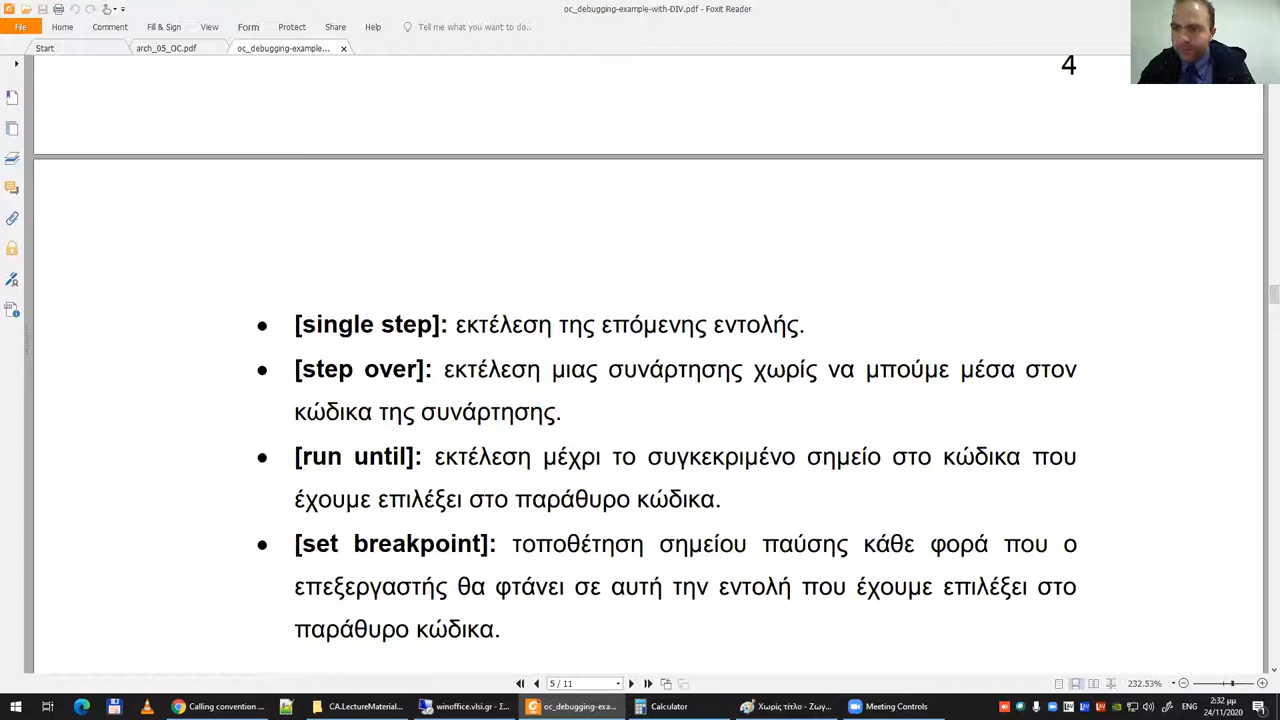 oc_debugging-example-with-DIV.pdf - Foxit Reader
File Home Comment Fill & Sign View Form Protect Share Help Tell me what you want to do..
Start arch_05_OC.pdf oc_debugging-example...
4
[single step]: εκτέλεση της επόμενης εντολής.
[step over]: εκτέλεση μιας συνάρτησης χωρίς να μπούμε μέσα στον
κώδικα της συνάρτησης.
[run until]: εκτέλεση μέχρι το συγκεκριμένο σημείο στο κώδικα που
έχουμε επιλέξει στο παράθυρο κώδικα.
[set breakpoint]: τοποθέτηση σημείου παύσης κάθε φορά που ο
επεξεργαστής θα φτάνει σε αυτή την εντολή που έχουμε επιλέξει στο
παράθυρο κώδικα.
5 / 11 232.53%
Calling convention ... CA.LectureMaterial... winoffice.vlsi.gr - Σ... oc_debugging-exa... Calculator Χωρίς τίτλο - Ζωγ... Meeting Controls ENG 2:32 μμ
24/11/2020